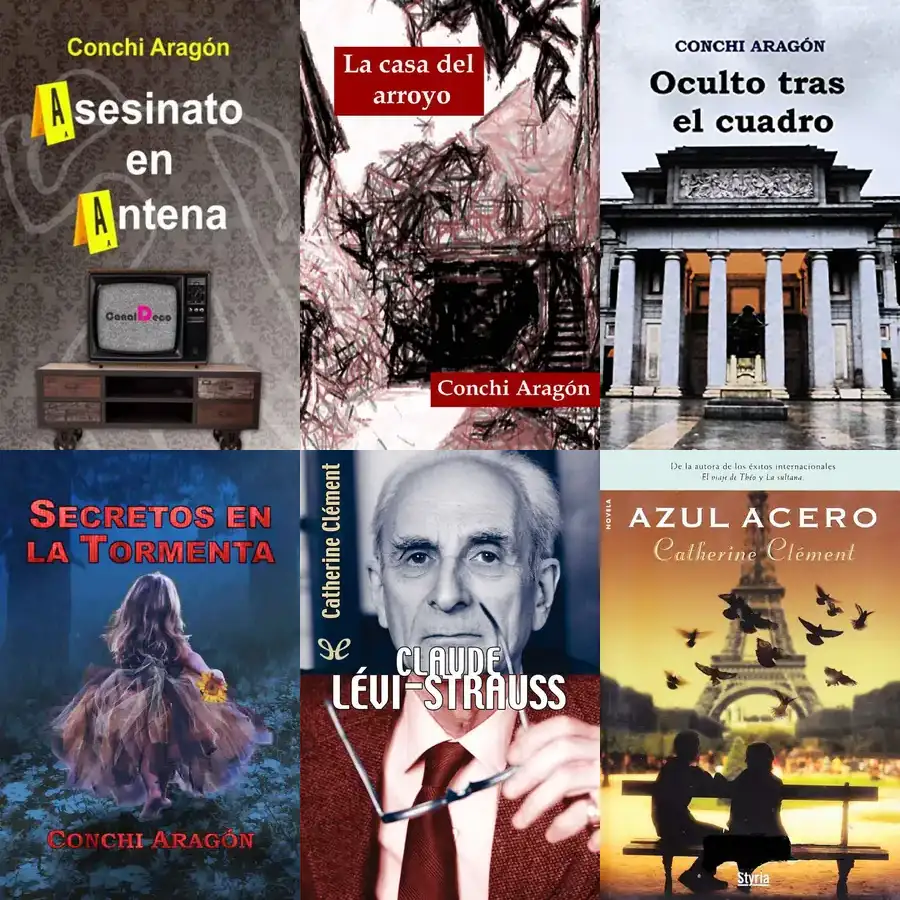 Conchi Aragón
Asesinato
en
Antena
CanalDeco
La casa del
arroyo
Conchi Aragón
CONCHI ARAGÓN
Oculto tras
el cuadro
SECRETOS EN
LA TORMENTA
CONCHI ARAGÓN
Catherine Clément
CLAUDE
LÉVI-STRAUSS
De la autora de los éxitos internacionales
El viaje de Théo y La sultana.
NOVELA
AZUL ACERO
Catherine Clément
Styria